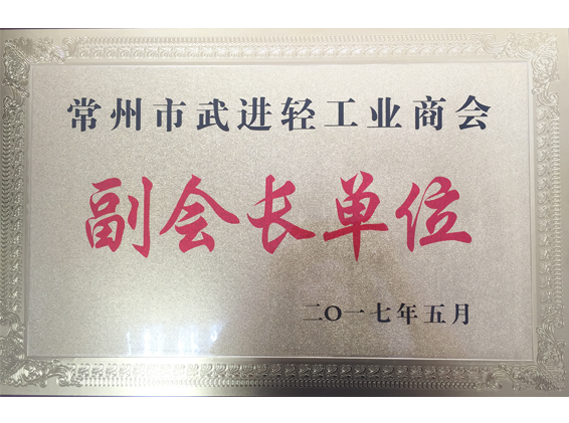 常州市武进轻工业商会
副会长单位
二〇一七年五月